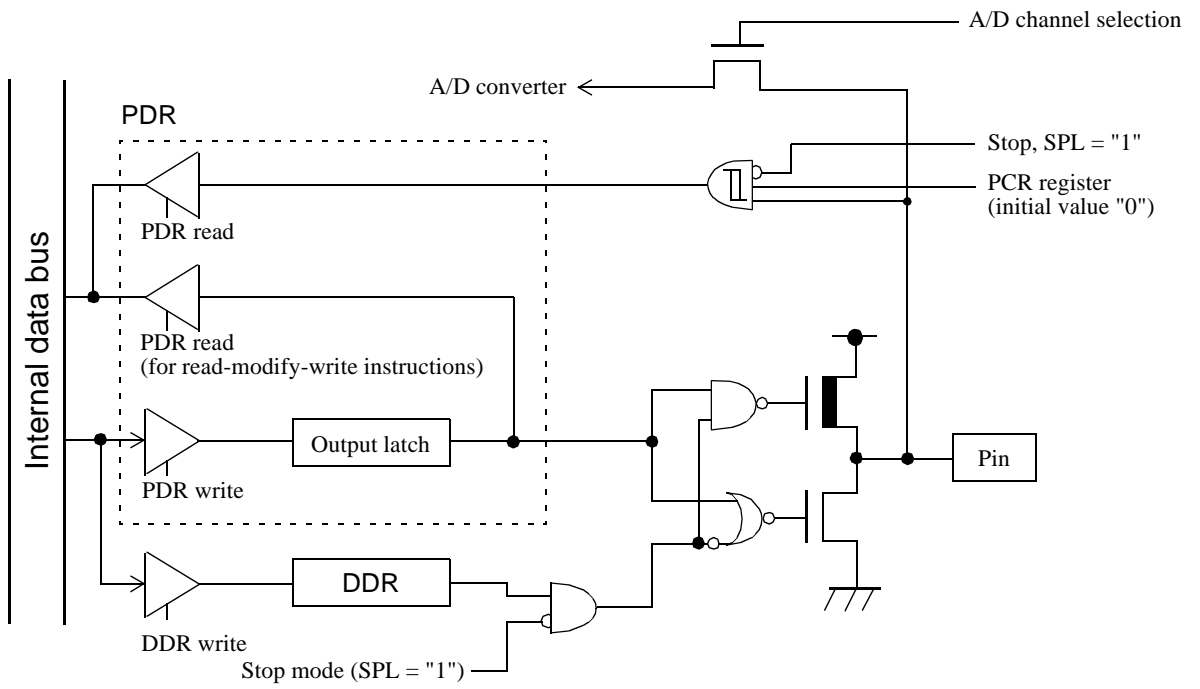 A/D channel selection
A/D converter
PDR
Stop, SPL = "1"
PCR register
(initial value "0")
PDR read
Internal data bus
PDR read
(for read-modify-write instructions)
Output latch
Pin
PDR write
DDR
DDR write
Stop mode (SPL = "1")